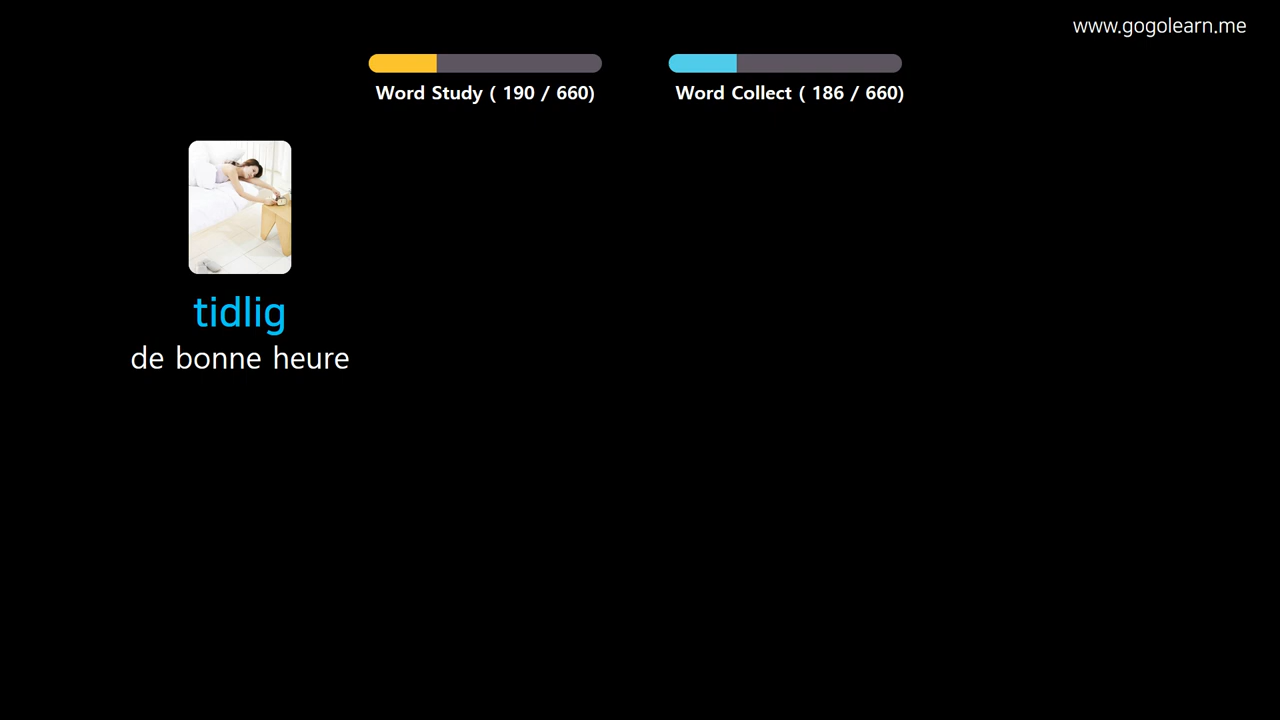 www.gogolearn.me
Word Study ( 190 / 660)
Word Collect ( 186 / 660)
tidlig
de bonne heure